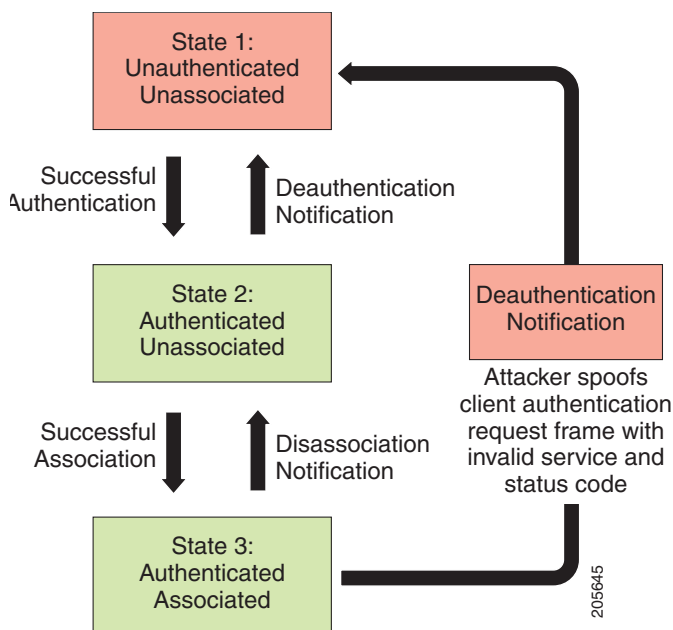 State 1:
Unauthenticated
Unassociated
Successful
Authentication
Deauthentication
Notification
State 2:
Authenticated
Unassociated
Deauthentication
Notification
Attacker spoofs
client authentication
request frame with
invalid service and
status code
Successful
Association
Disassociation
Notification
State 3:
Authenticated
Associated
205645